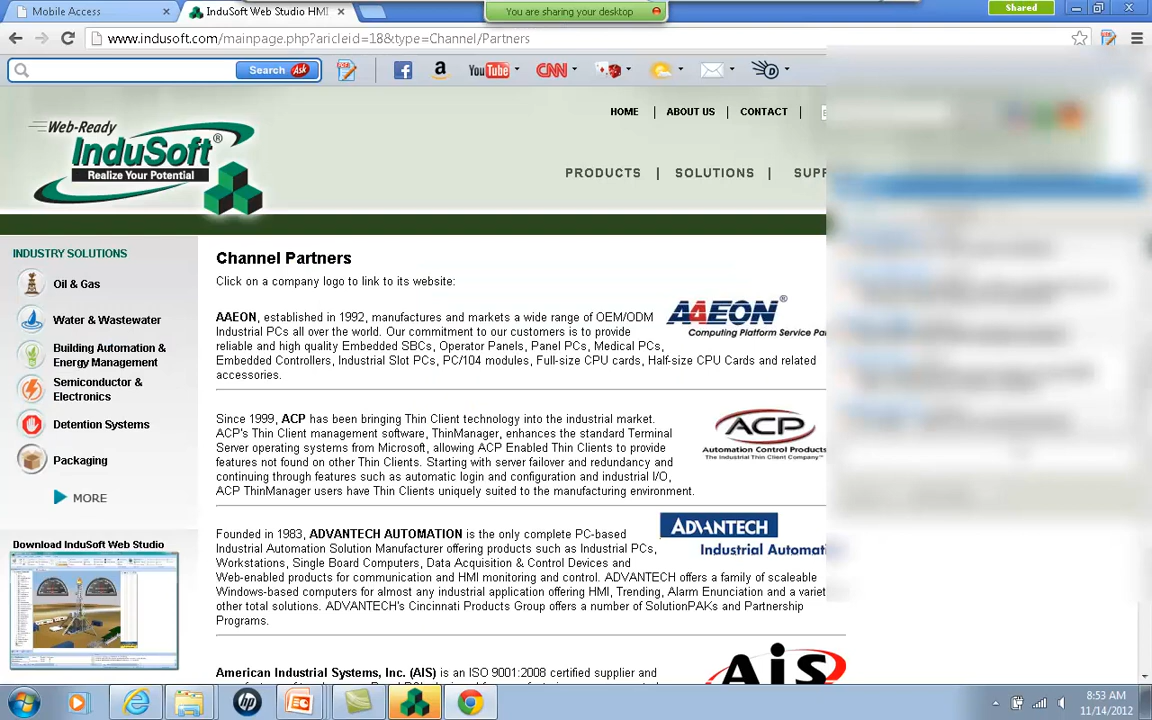 Mobile Access
InduSoft Web Studio HMI
You are sharing your desktop
Shared
www.indusoft.com/mainpage.php?aricleid=18&type=Channel/Partners
Search Ask
YouTube
CNN
HOME | ABOUT US | CONTACT |
Web-Ready
InduSoft®
Realize Your Potential
PRODUCTS | SOLUTIONS | SUPP
INDUSTRY SOLUTIONS
Oil & Gas
Water & Wastewater
Building Automation &
Energy Management
Semiconductor &
Electronics
Detention Systems
Packaging
MORE
Download InduSoft Web Studio
Channel Partners
Click on a company logo to link to its website:
AAEON, established in 1992, manufactures and markets a wide range of OEM/ODM
Industrial PCs all over the world. Our commitment to our customers is to provide
reliable and high quality Embedded SBCs, Operator Panels, Panel PCs, Medical PCs,
Embedded Controllers, Industrial Slot PCs, PC/104 modules, Full-size CPU cards, Half-size CPU Cards and related
accessories.
AAEON®
Computing Platform Service Pa
Since 1999, ACP has been bringing Thin Client technology into the industrial market.
ACP's Thin Client management software, ThinManager, enhances the standard Terminal
Server operating systems from Microsoft, allowing ACP Enabled Thin Clients to provide
features not found on other Thin Clients. Starting with server failover and redundancy and
continuing through features such as automatic login and configuration and industrial I/O,
ACP ThinManager users have Thin Clients uniquely suited to the manufacturing environment.
ACP
Automation Control Products
The Industrial Thin Client Company™
Founded in 1983, ADVANTECH AUTOMATION is the only complete PC-based
Industrial Automation Solution Manufacturer offering products such as Industrial PCs,
Workstations, Single Board Computers, Data Acquisition & Control Devices and
Web-enabled products for communication and HMI monitoring and control. ADVANTECH offers a family of scaleable
Windows-based computers for almost any industrial application offering HMI, Trending, Alarm Enunciation and a variet
other total solutions. ADVANTECH's Cincinnati Products Group offers a number of SolutionPAKs and Partnership
Programs.
ADVANTECH
Industrial Automat
American Industrial Systems, Inc. (AIS) is an ISO 9001:2008 certified supplier and
AiS
8:53 AM
11/14/2012